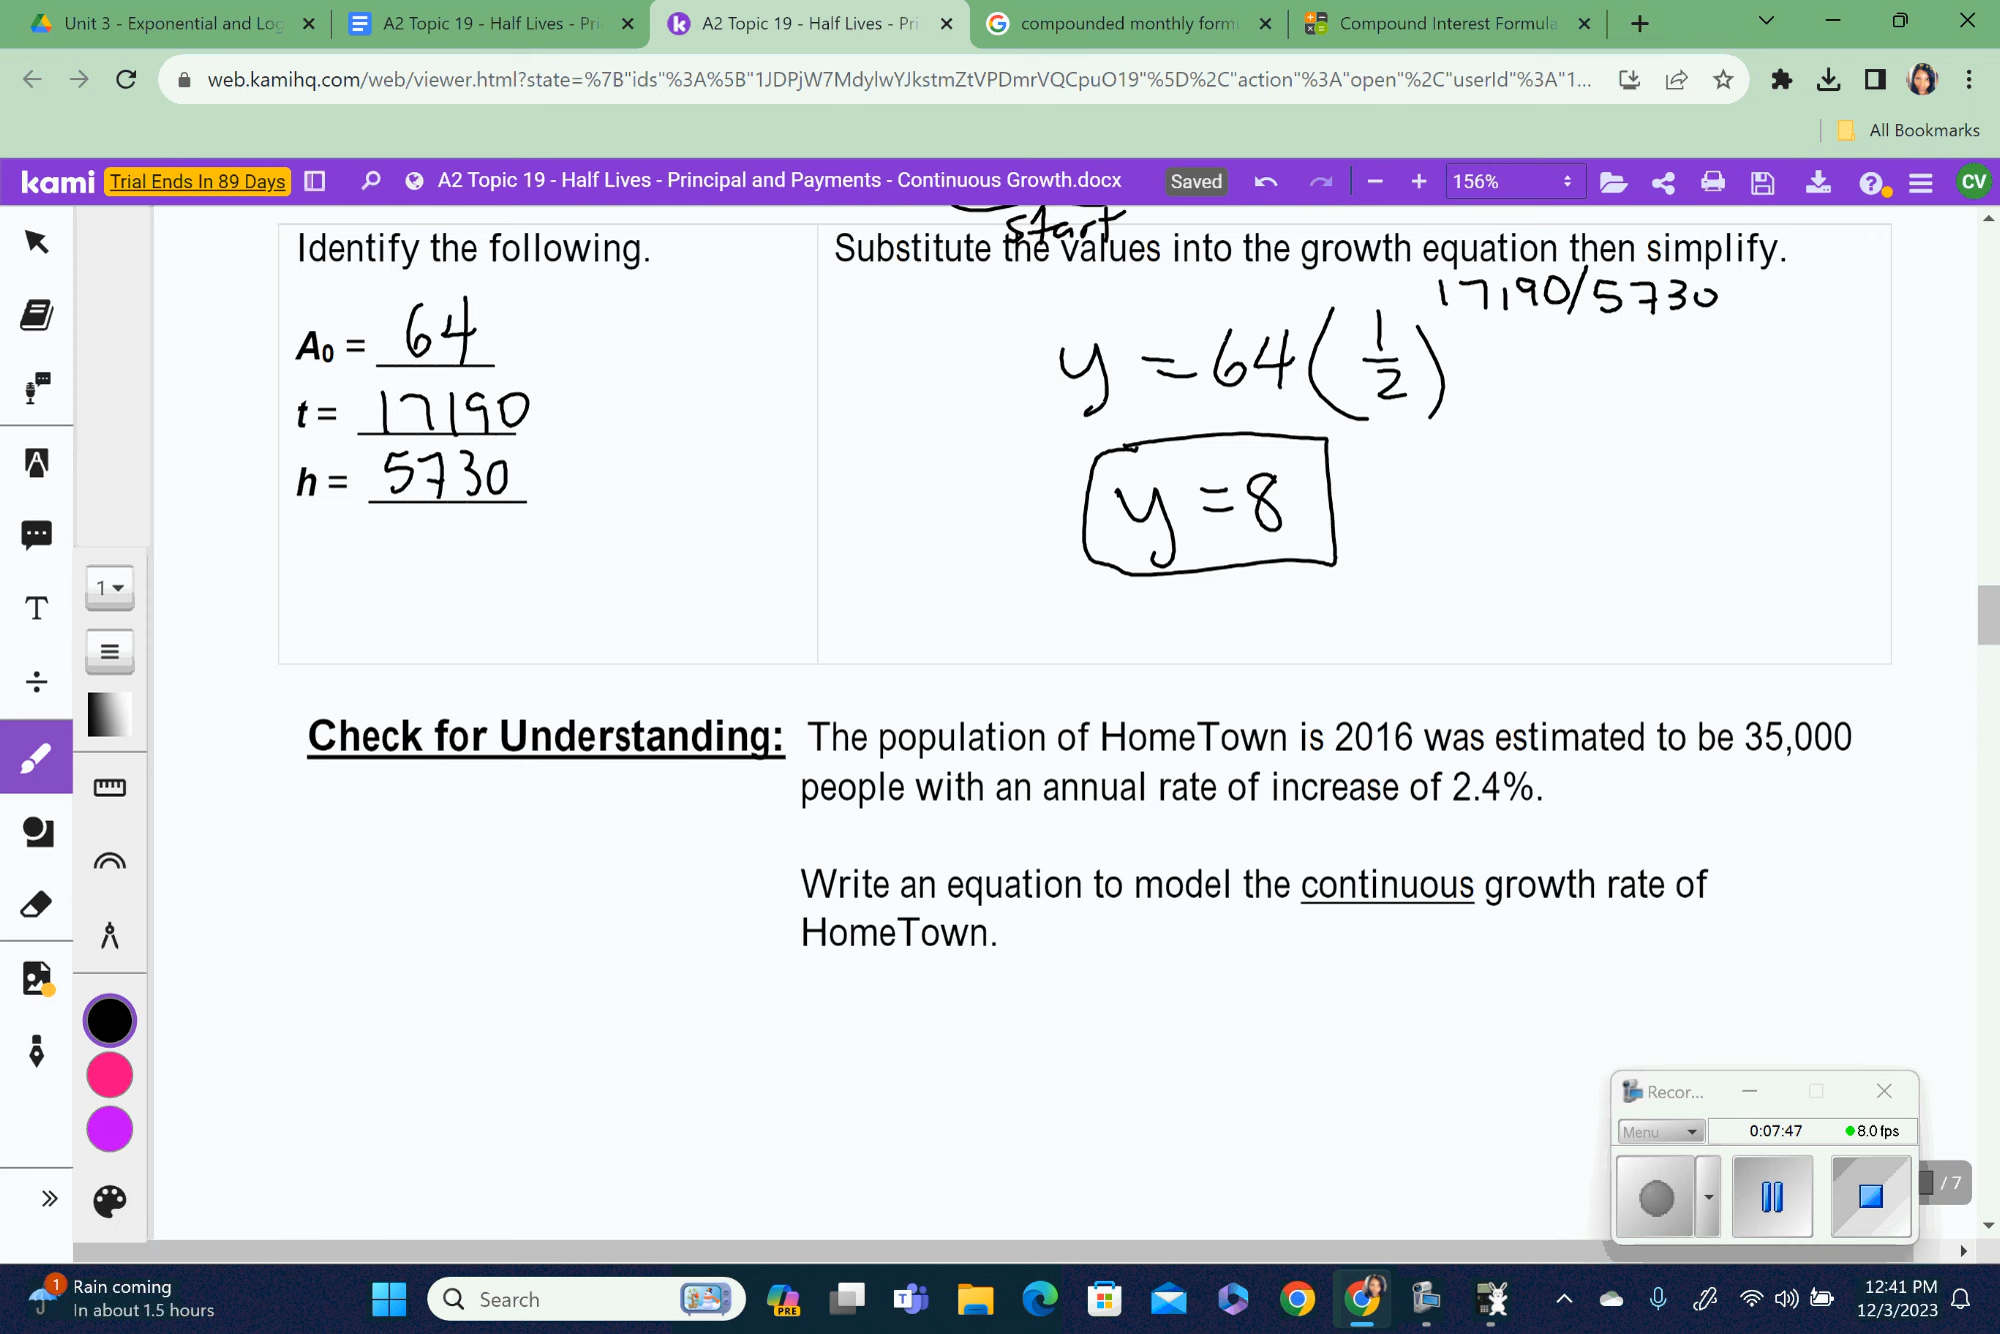 Unit 3 - Exponential and Log
A2 Topic 19 - Half Lives - Pri
A2 Topic 19 - Half Lives - Pri
compounded monthly form
Compound Interest Formula
web.kamihq.com/web/viewer.html?state=%7B"ids"%3A%5B"1JDPjW7MdylwYJkstmZtVPDmrVQCpuO19"%5D%2C"action"%3A"open"%2C"userId"%3A"1...
All Bookmarks
kami
Trial Ends In 89 Days
A2 Topic 19 - Half Lives - Principal and Payments - Continuous Growth.docx
Saved
156%
CV
start
Identify the following.
Substitute the values into the growth equation then simplify.
17190/5730
A₀ = 64
y = 64 (1/2)
t = 17190
h = 5730
y = 8
1
Check for Understanding: The population of HomeTown is 2016 was estimated to be 35,000
people with an annual rate of increase of 2.4%.
Write an equation to model the continuous growth rate of
HomeTown.
Recor...
Menu
0:07:47
8.0 fps
/ 7
1
Rain coming
In about 1.5 hours
Search
PRE
12:41 PM
12/3/2023